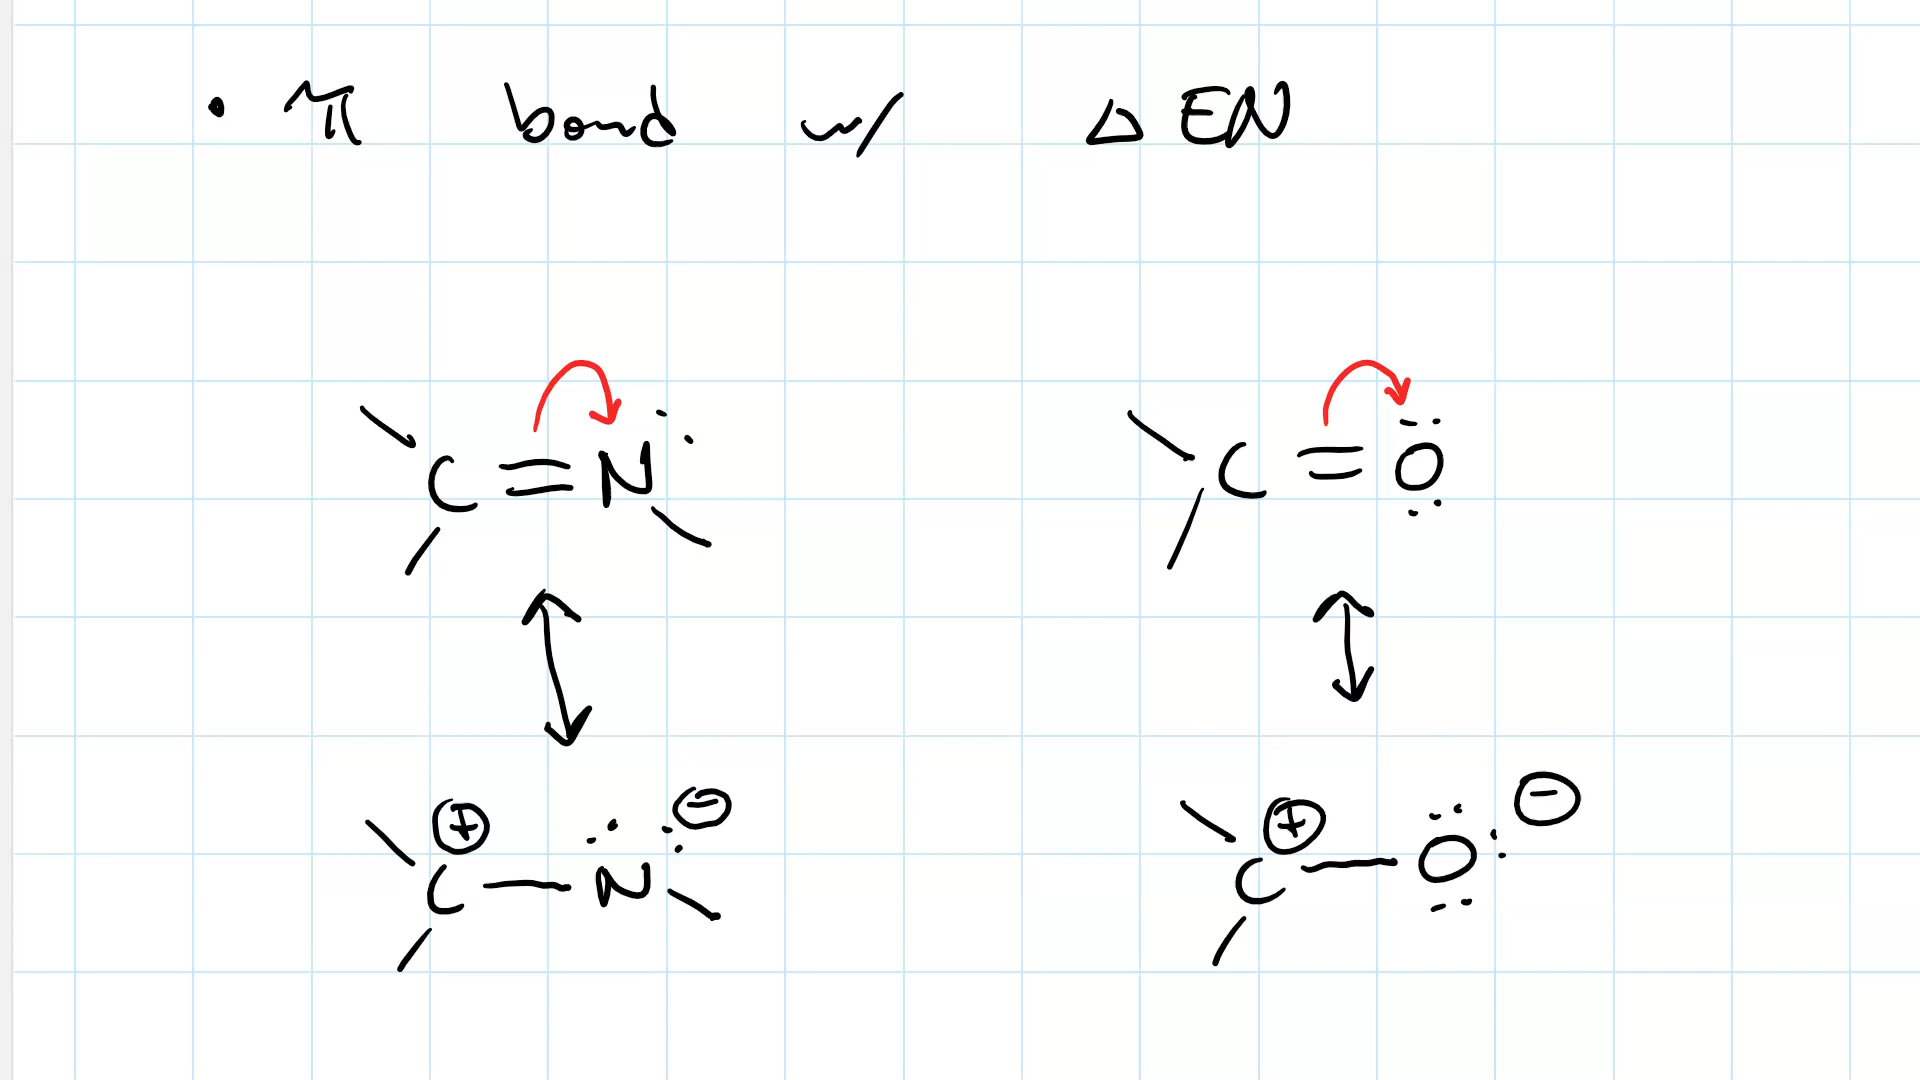 • π bond w/ Δ EN
C = N̈ C = Ö
⊕ ⊖ ⊕ ⊖
C — N C — O